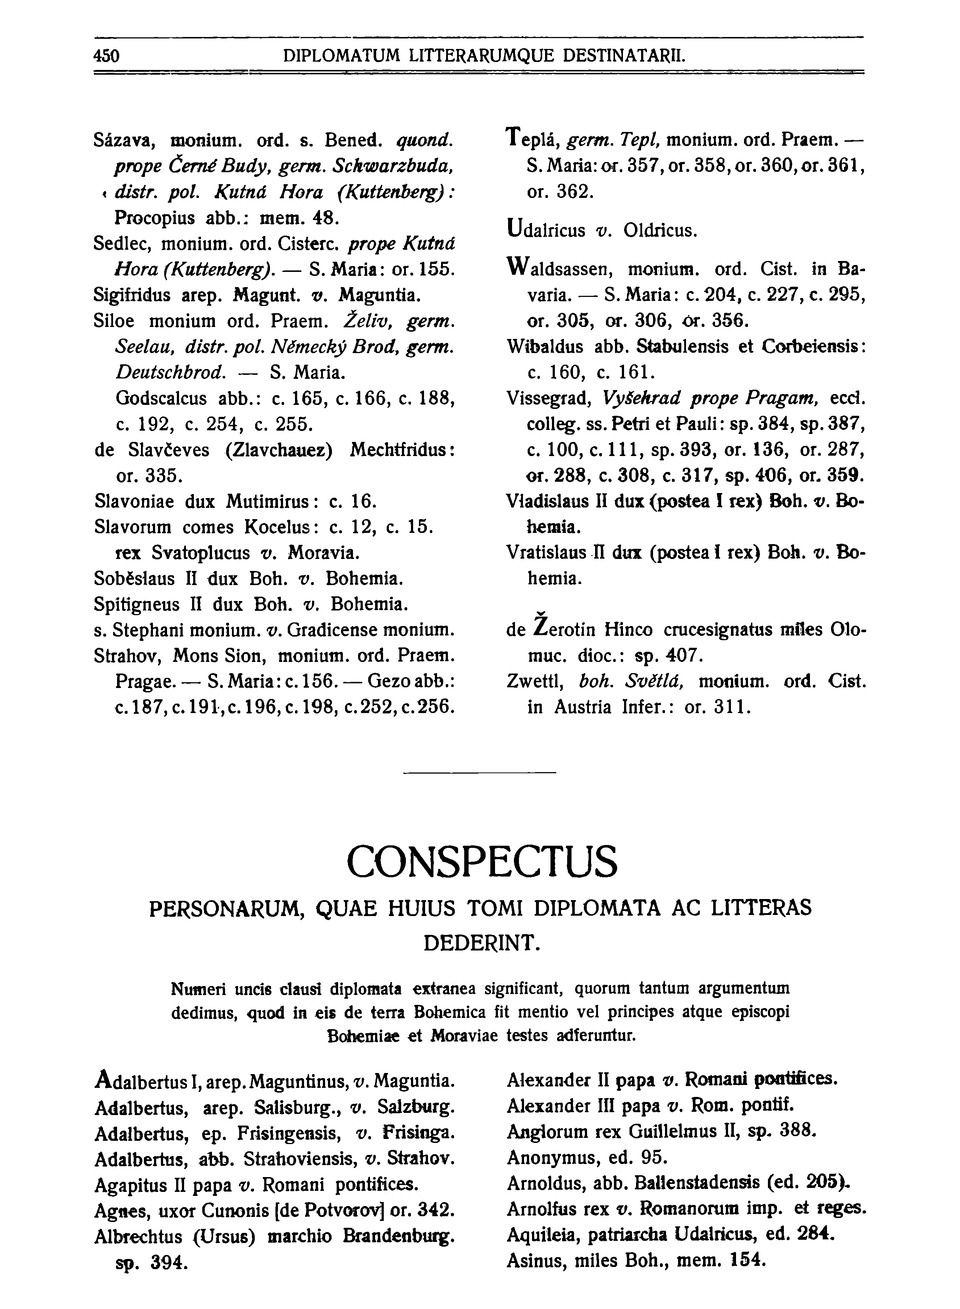 450 DIPLOMATUM LITTERARUMQUE DESTINATARII.
Sázava, monium. ord. s. Bened. quond.
prope Černé Budy, germ. Schwarzbuda,
distr. pol. Kutná Hora (Kuttenberg):
Procopius abb.: mem. 48.
Sedlec, monium. ord. Cisterc. prope Kutná
Hora (Kuttenberg). — S. Maria: or. 155.
Sigifridus arep. Magunt. v. Maguntia.
Siloe monium ord. Praem. Želiv, germ.
Seelau, distr. pol. Německý Brod, germ.
Deutschbrod. — S. Maria.
Godscalcus abb.: c. 165, c. 166, c. 188,
c. 192, c. 254, c. 255.
de Slavčeves (Zlavchauez) Mechtfridus:
or. 335.
Slavoniae dux Mutimirus: c. 16.
Slavorum comes Kocelus: c. 12, c. 15.
rex Svatoplucus v. Moravia.
Soběslaus II dux Boh. v. Bohemia.
Spitigneus II dux Boh. v. Bohemia.
s. Stephani monium. v. Gradicense monium.
Strahov, Mons Sion, monium. ord. Praem.
Pragae. — S. Maria: c. 156. — Gezo abb.:
c. 187, c. 191, c. 196, c. 198, c. 252, c. 256.
Teplá, germ. Tepl, monium. ord. Praem. —
S. Maria: or. 357, or. 358, or. 360, or. 361,
or. 362.
Udalricus v. Oldricus.
Waldsassen, monium. ord. Cist. in Ba-
varia. — S. Maria: c. 204, c. 227, c. 295,
or. 305, or. 306, or. 356.
Wibaldus abb. Stabulensis et Corbeiensis:
c. 160, c. 161.
Vissegrad, Vyšehrad prope Pragam, eccl.
colleg. ss. Petri et Pauli: sp. 384, sp. 387,
c. 100, c. 111, sp. 393, or. 136, or. 287,
or. 288, c. 308, c. 317, sp. 406, or. 359.
Vladislaus II dux (postea I rex) Boh. v. Bo-
hemia.
Vratislaus II dux (postea I rex) Boh. v. Bo-
hemia.
de Žerotín Hinco crucesignatus miles Olo-
muc. dioc.: sp. 407.
Zwettl, boh. Světlá, monium. ord. Cist.
in Austria Infer.: or. 311.
CONSPECTUS
PERSONARUM, QUAE HUIUS TOMI DIPLOMATA AC LITTERAS
DEDERINT.
Numeri uncis clausi diplomata extranea significant, quorum tantum argumentum
dedimus, quod in eis de terra Bohemica fit mentio vel principes atque episcopi
Bohemiae et Moraviae testes adferuntur.
Adalbertus I, arep. Maguntinus, v. Maguntia.
Adalbertus, arep. Salisburg., v. Salzburg.
Adalbertus, ep. Frisingensis, v. Frisinga.
Adalbertus, abb. Strahoviensis, v. Strahov.
Agapitus II papa v. Romani pontifices.
Agnes, uxor Cunonis [de Potvorov] or. 342.
Albrechtus (Ursus) marchio Brandenburg.
sp. 394.
Alexander II papa v. Romani pontifices.
Alexander III papa v. Rom. pontif.
Anglorum rex Guillelmus II, sp. 388.
Anonymus, ed. 95.
Arnoldus, abb. Ballenstadensis (ed. 205).
Arnolfus rex v. Romanorum imp. et reges.
Aquileia, patriarcha Udalricus, ed. 284.
Asinus, miles Boh., mem. 154.